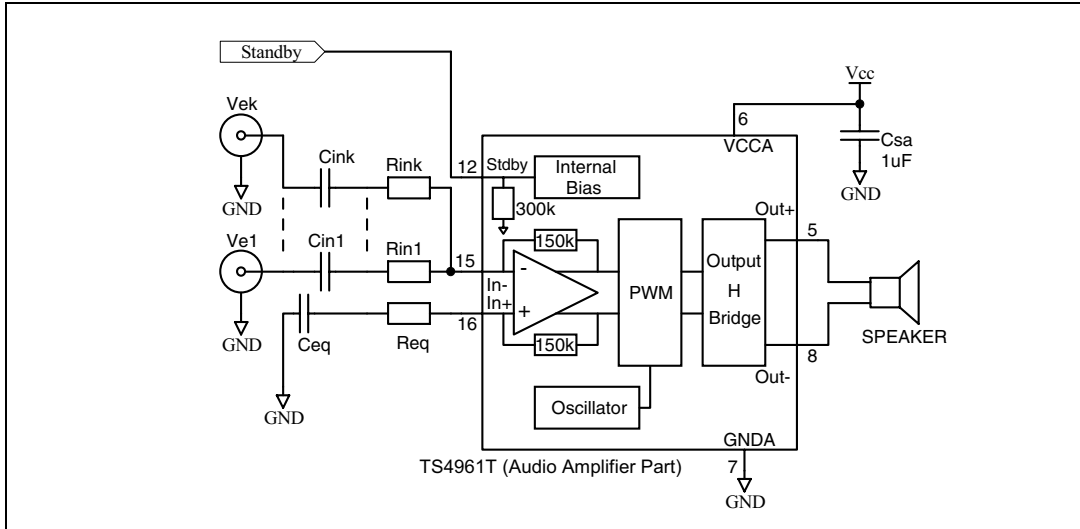 Standby
Vcc
Vek
6
VCCA
Csa
1uF
GND
Cink
Rink
12
Stdby
Internal
Bias
GND
300k
Out+
5
Cin1
Ve1
Rin1
15
150k
In-
-
Output
H
Bridge
PWM
In+
+
16
150k
SPEAKER
GND
Ceq
Req
8
Out-
GND
Oscillator
GNDA
TS4961T (Audio Amplifier Part)
7
GND